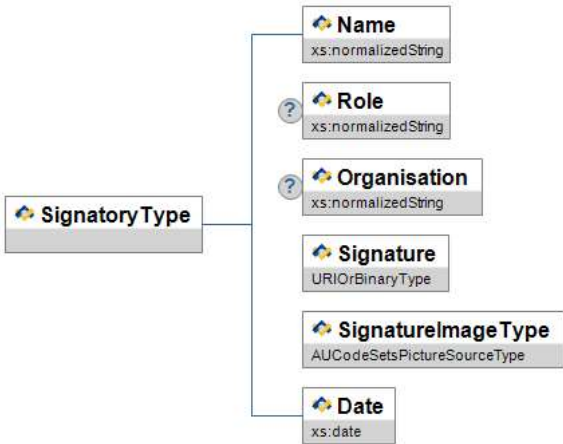 Name
xs:normalizedString
?
Role
xs:normalizedString
?
Organisation
xs:normalizedString
SignatoryType
Signature
URIOrBinaryType
SignatureImageType
AUCodeSetsPictureSourceType
Date
xs:date